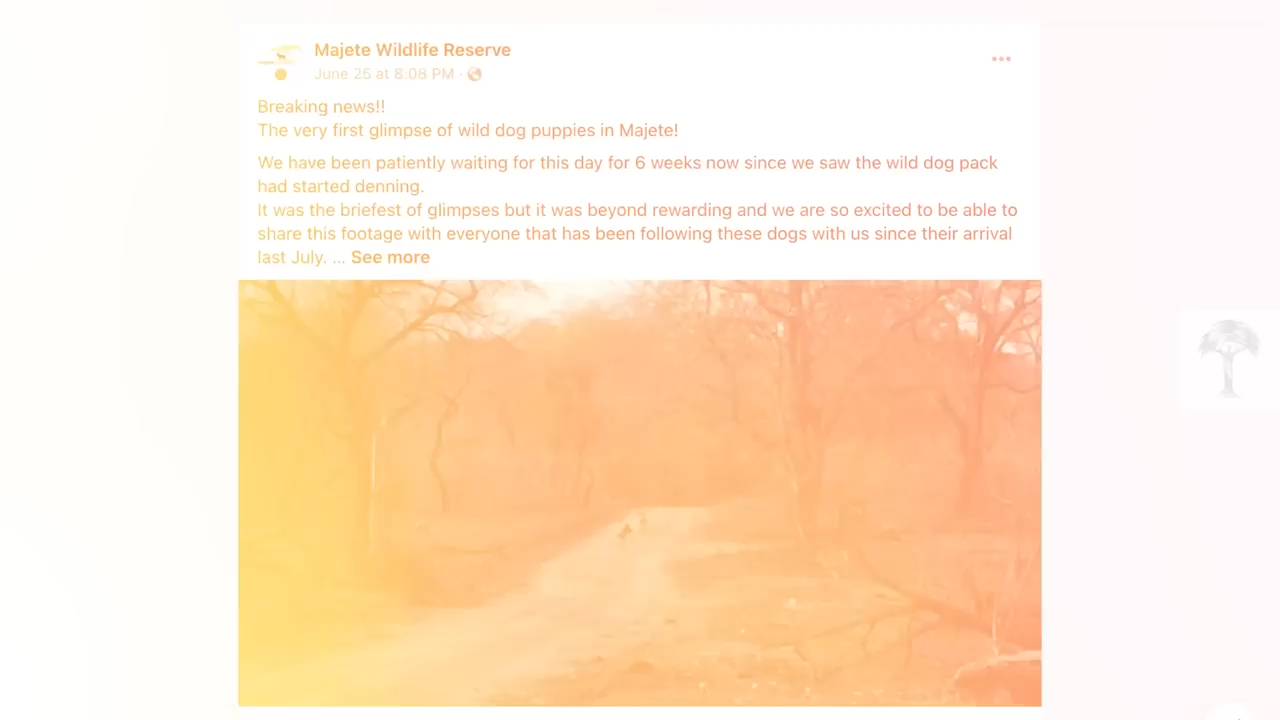 Majete Wildlife Reserve
June 25 at 8:08 PM ·
Breaking news!!
The very first glimpse of wild dog puppies in Majete!
We have been patiently waiting for this day for 6 weeks now since we saw the wild dog pack
had started denning.
It was the briefest of glimpses but it was beyond rewarding and we are so excited to be able to
share this footage with everyone that has been following these dogs with us since their arrival
last July. ... See more